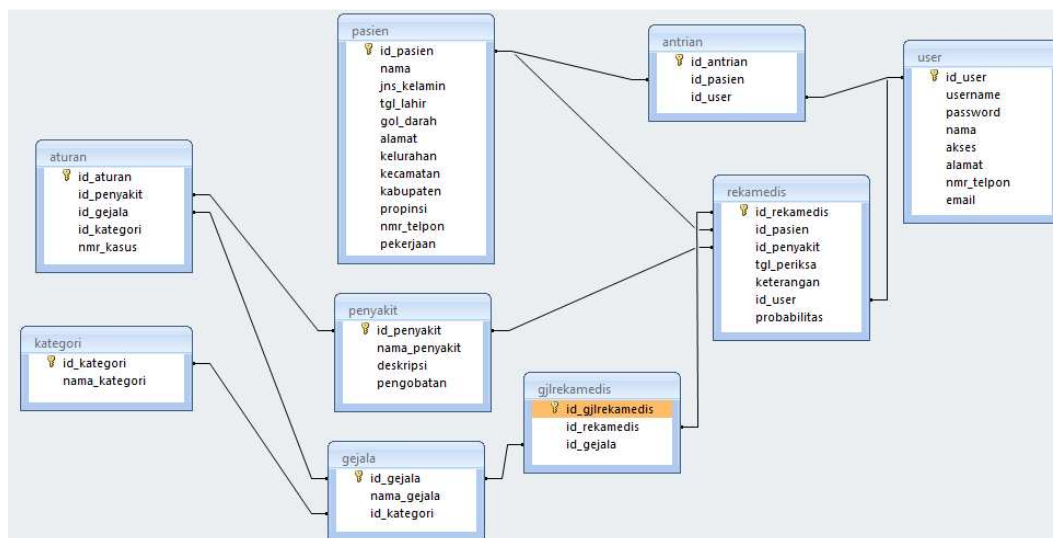 pasien
id_pasien
nama
jns_kelamin
tgl_lahir
gol_darah
alamat
kelurahan
kecamatan
kabupaten
propinsi
nmr_telpon
pekerjaan
antrian
id_antrian
id_pasien
id_user
user
id_user
username
password
nama
akses
alamat
nmr_telpon
email
aturan
id_aturan
id_penyakit
id_gejala
id_kategori
nmr_kasus
rekamedis
id_rekamedis
id_pasien
id_penyakit
tgl_periksa
keterangan
id_user
probabilitas
kategori
id_kategori
nama_kategori
penyakit
id_penyakit
nama_penyakit
deskripsi
pengobatan
gjlrekamedis
id_gjlrekamedis
id_rekamedis
id_gejala
gejala
id_gejala
nama_gejala
id_kategori